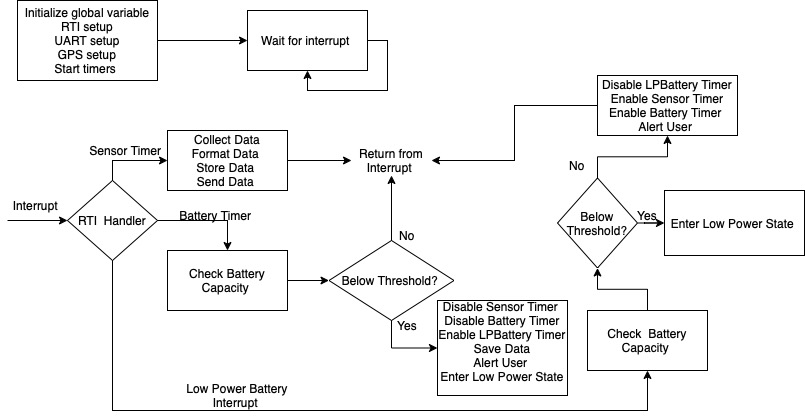 Initialize global variable
RTI setup
UART setup
GPS setup
Start timers
Wait for interrupt
Disable LPBattery Timer
Enable Sensor Timer
Enable Battery Timer
Alert User
Sensor Timer
Collect Data
Format Data
Store Data
Send Data
Return from
Interrupt
No
Interrupt
RTI Handler
Battery Timer
Below
Threshold?
Yes
Enter Low Power State
No
Check Battery
Capacity
Below Threshold?
Yes
Disable Sensor Timer
Disable Battery Timer
Enable LPBattery Timer
Save Data
Alert User
Enter Low Power State
Check Battery
Capacity
Low Power Battery
Interrupt